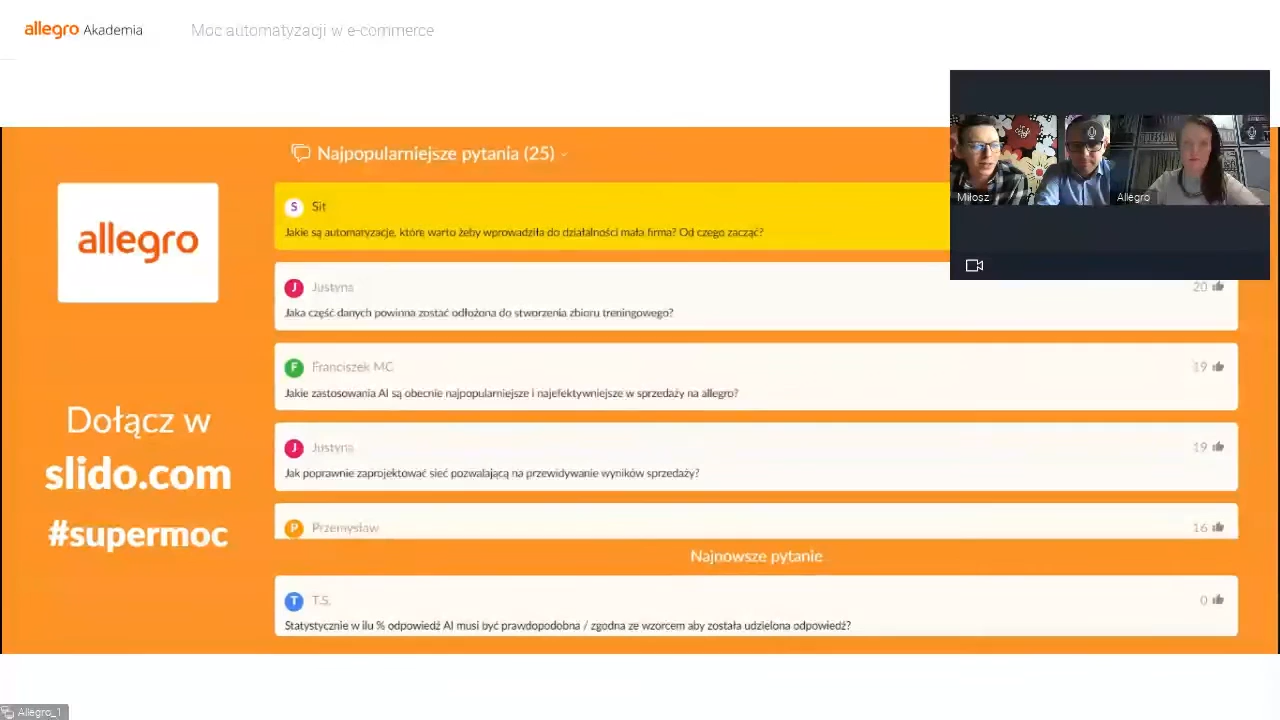 allegro Akademia
Moc automatyzacji w e-commerce
Miłosz
Allegro
Najpopularniejsze pytania (25)
allegro
S Sit
Jakie są automatyzacje, które warto żeby wprowadziła do działalności mała firma? Od czego zacząć?
J Justyna 20
Jaka część danych powinna zostać odłożona do stworzenia zbioru treningowego?
F Franciszek MC 19
Jakie zastosowania AI są obecnie najpopularniejsze i najefektywniejsze w sprzedaży na allegro?
J Justyna 19
Jak poprawnie zaprojektować sieć pozwalającą na przewidywanie wyników sprzedaży?
P Przemysław 16
Dołącz w
slido.com
#supermoc
Najnowsze pytanie
T T.S. 0
Statystycznie w ilu % odpowiedź AI musi być prawdopodobna / zgodna ze wzorcem aby została udzielona odpowiedź?
Allegro_1